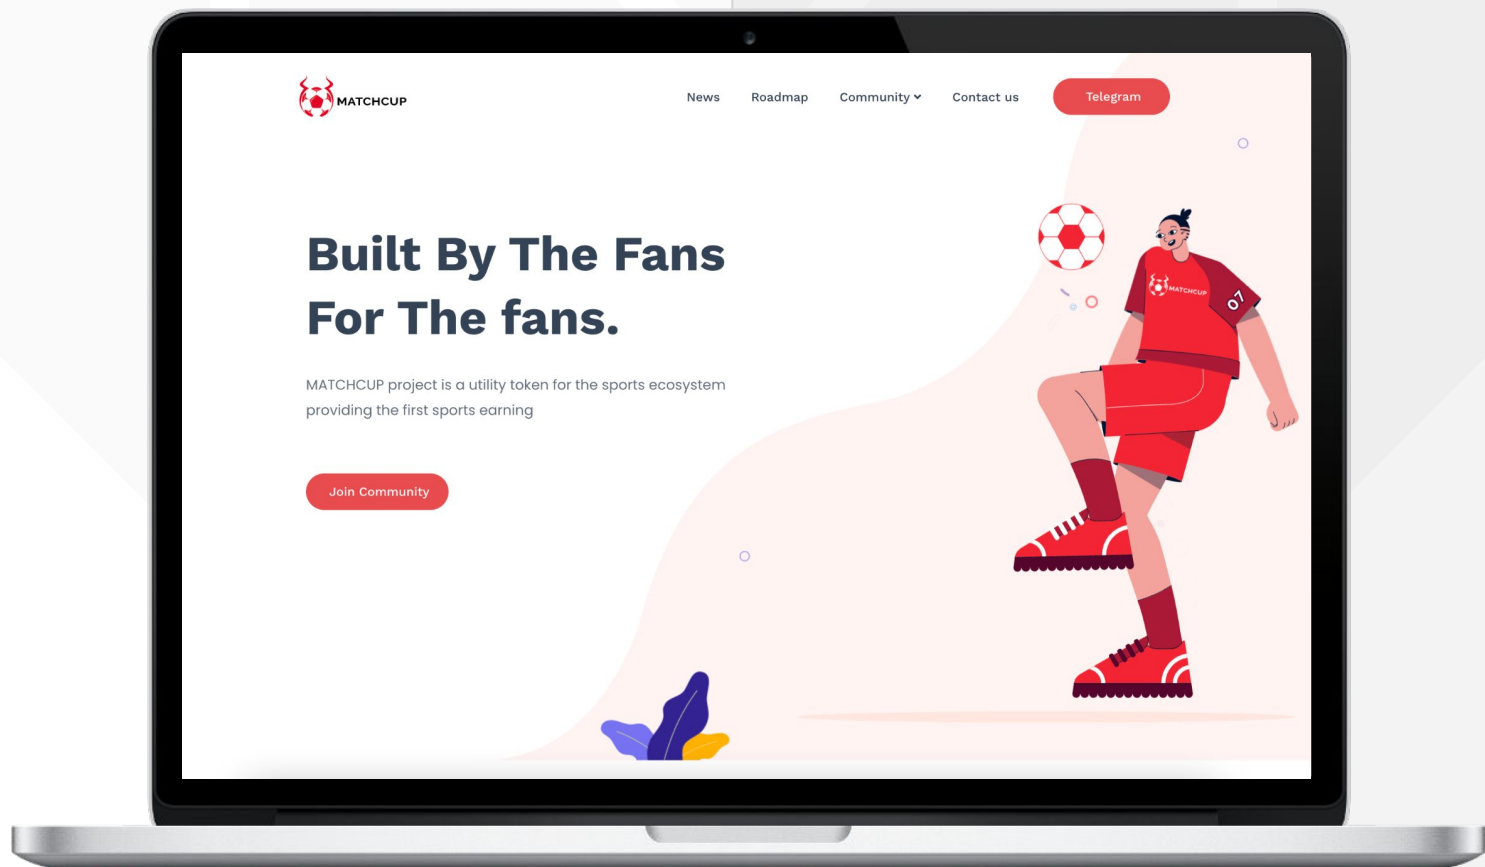 MATCHCUP
News Roadmap Community Contact us Telegram
Built By The Fans
For The fans.
MATCHCUP project is a utility token for the sports ecosystem
providing the first sports earning
Join Community
MATCHCUP
07